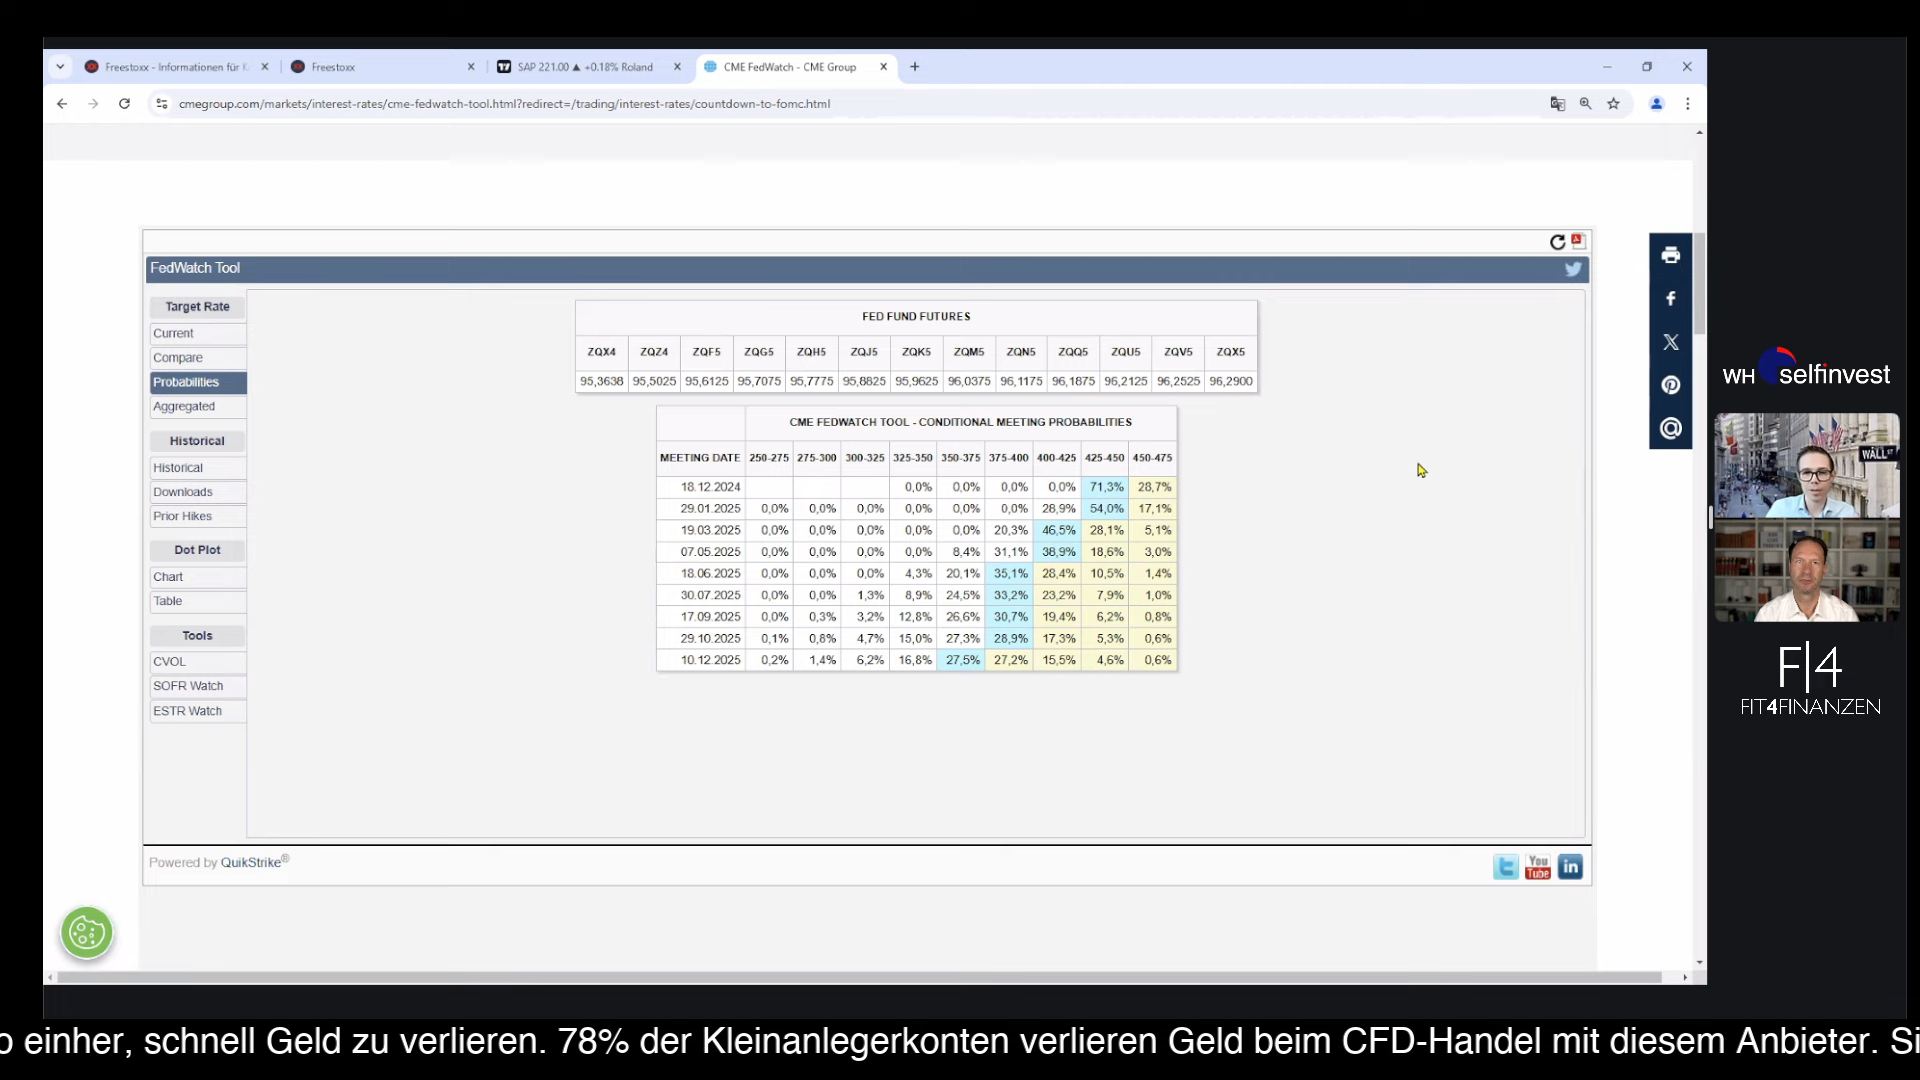 Freestoxx - Informationen für K
Freestoxx
SAP 221.00 ▲ +0.18% Roland
CME FedWatch - CME Group
cmegroup.com/markets/interest-rates/cme-fedwatch-tool.html?redirect=/trading/interest-rates/countdown-to-fomc.html
FedWatch Tool
Target Rate
Current
Compare
Probabilities
Aggregated
Historical
Historical
Downloads
Prior Hikes
Dot Plot
Chart
Table
Tools
CVOL
SOFR Watch
ESTR Watch
FED FUND FUTURES
ZQX4 ZQZ4 ZQF5 ZQG5 ZQH5 ZQJ5 ZQK5 ZQM5 ZQN5 ZQQ5 ZQU5 ZQV5 ZQX5
95,3638 95,5025 95,6125 95,7075 95,7775 95,8825 95,9625 96,0375 96,1175 96,1875 96,2125 96,2525 96,2900
CME FEDWATCH TOOL - CONDITIONAL MEETING PROBABILITIES
MEETING DATE 250-275 275-300 300-325 325-350 350-375 375-400 400-425 425-450 450-475
18.12.2024 0,0% 0,0% 0,0% 0,0% 71,3% 28,7%
29.01.2025 0,0% 0,0% 0,0% 0,0% 0,0% 0,0% 28,9% 54,0% 17,1%
19.03.2025 0,0% 0,0% 0,0% 0,0% 0,0% 20,3% 46,5% 28,1% 5,1%
07.05.2025 0,0% 0,0% 0,0% 0,0% 8,4% 31,1% 38,9% 18,6% 3,0%
18.06.2025 0,0% 0,0% 0,0% 4,3% 20,1% 35,1% 28,4% 10,5% 1,4%
30.07.2025 0,0% 0,0% 1,3% 8,9% 24,5% 33,2% 23,2% 7,9% 1,0%
17.09.2025 0,0% 0,3% 3,2% 12,8% 26,6% 30,7% 19,4% 6,2% 0,8%
29.10.2025 0,1% 0,8% 4,7% 15,0% 27,3% 28,9% 17,3% 5,3% 0,6%
10.12.2025 0,2% 1,4% 6,2% 16,8% 27,5% 27,2% 15,5% 4,6% 0,6%
Powered by QuikStrike®
You
Tube
in
WH selfinvest
WALL ST
F|4
FIT4FINANZEN
o einher, schnell Geld zu verlieren. 78% der Kleinanlegerkonten verlieren Geld beim CFD-Handel mit diesem Anbieter. Si